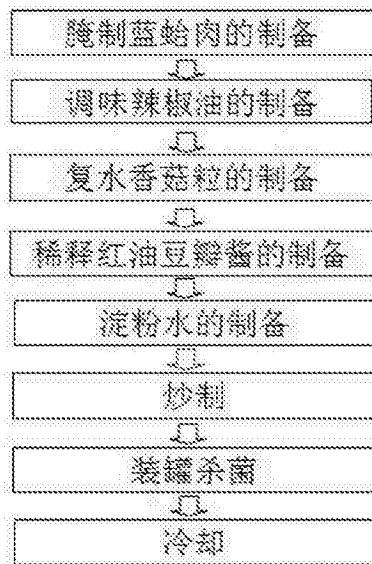 腌制蓝蛤肉的制备
调味辣椒油的制备
复水香菇粒的制备
稀释红油豆瓣酱的制备
淀粉水的制备
炒制
装罐杀菌
冷却